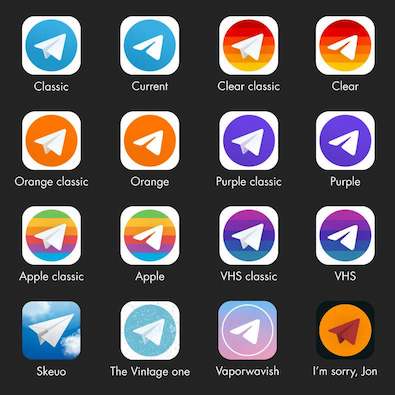 Classic
Current
Clear classic
Clear
Orange classic
Orange
Purple classic
Purple
Apple classic
Apple
VHS classic
VHS
Skeuo
The Vintage one
Vaporwavish
I'm sorry, Jon